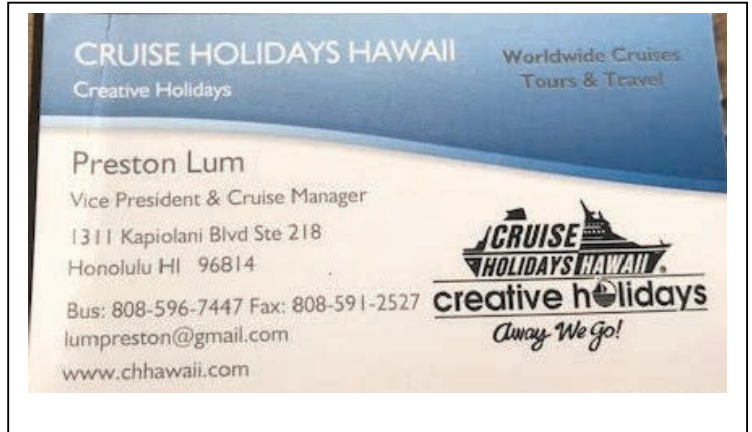 CRUISE HOLIDAYS HAWAII
Creative Holidays
Worldwide Cruises
Tours & Travel
Preston Lum
Vice President & Cruise Manager
1311 Kapiolani Blvd Ste 218
Honolulu HI 96814
Bus: 808-596-7447 Fax: 808-591-2527
lumpreston@gmail.com
www.chhawaii.com
CRUISE
HOLIDAYS HAWAII®
creative holidays
Away We Go!